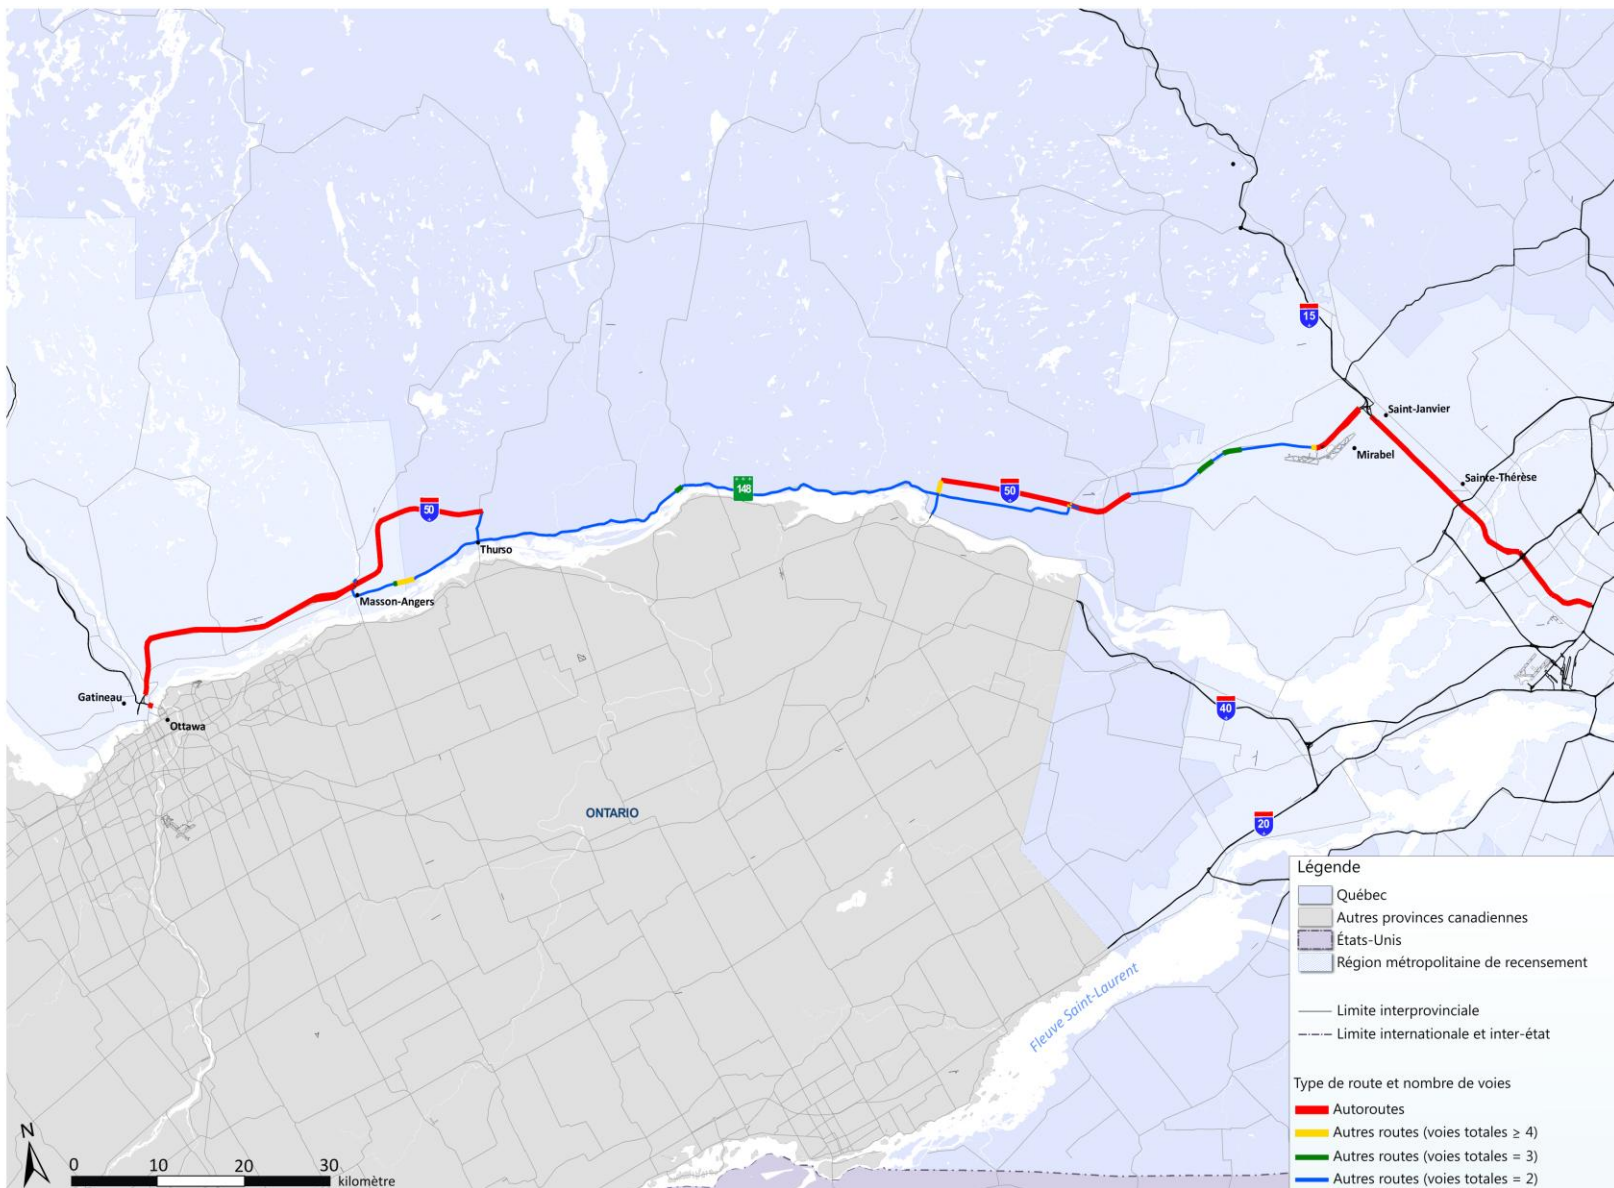 15
Saint-Janvier
Mirabel
Sainte-Thérèse
148
50
50
Thurso
Masson-Angers
Gatineau
Ottawa
40
ONTARIO
20
Fleuve Saint-Laurent
Légende
Québec
Autres provinces canadiennes
États-Unis
Région métropolitaine de recensement
Limite interprovinciale
Limite internationale et inter-état
Type de route et nombre de voies
Autoroutes
Autres routes (voies totales ≥ 4)
Autres routes (voies totales = 3)
Autres routes (voies totales = 2)
N
0 10 20 30
kilomètre